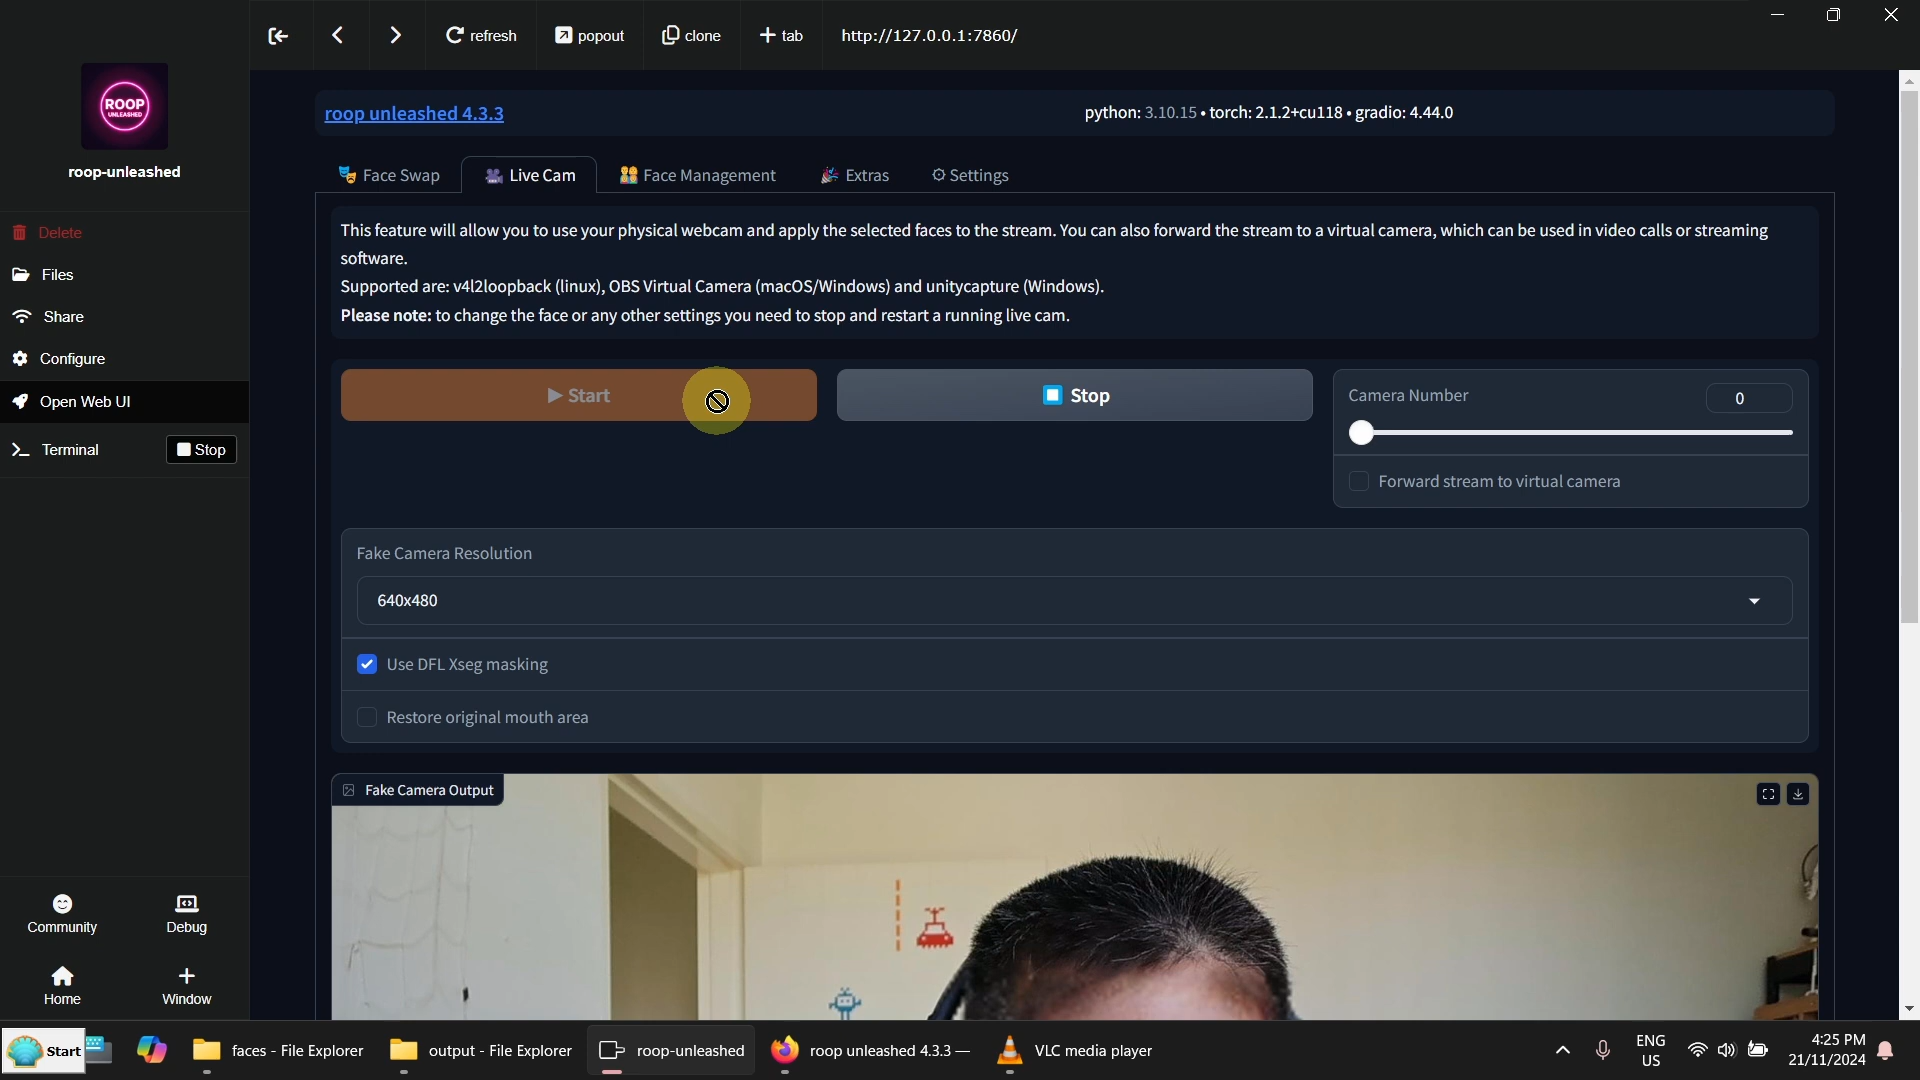 refresh
popout
clone
tab
http://127.0.0.1:7860/
ROOP
UNLEASHED
roop-unleashed
Delete
Files
Share
Configure
Open Web UI
Terminal
Stop
Community
Debug
Home
Window
roop unleashed 4.3.3
python: 3.10.15 • torch: 2.1.2+cu118 • gradio: 4.44.0
Face Swap
Live Cam
Face Management
Extras
Settings
This feature will allow you to use your physical webcam and apply the selected faces to the stream. You can also forward the stream to a virtual camera, which can be used in video calls or streaming
software.
Supported are: v4l2loopback (linux), OBS Virtual Camera (macOS/Windows) and unitycapture (Windows).
Please note: to change the face or any other settings you need to stop and restart a running live cam.
Start
Stop
Camera Number
0
Forward stream to virtual camera
Fake Camera Resolution
640x480
Use DFL Xseg masking
Restore original mouth area
Fake Camera Output
Start
faces - File Explorer
output - File Explorer
roop-unleashed
roop unleashed 4.3.3 —
VLC media player
ENG
US
4:25 PM
21/11/2024